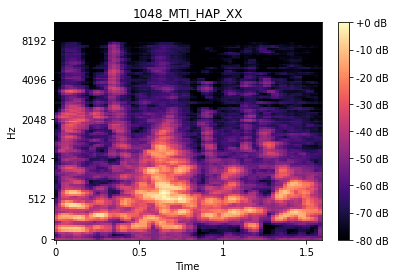 1048_MTI_HAP_XX
Hz
8192
4096
2048
1024
512
0
0
0.5
1
1.5
Time
+0 dB
-10 dB
-20 dB
-30 dB
-40 dB
-50 dB
-60 dB
-70 dB
-80 dB